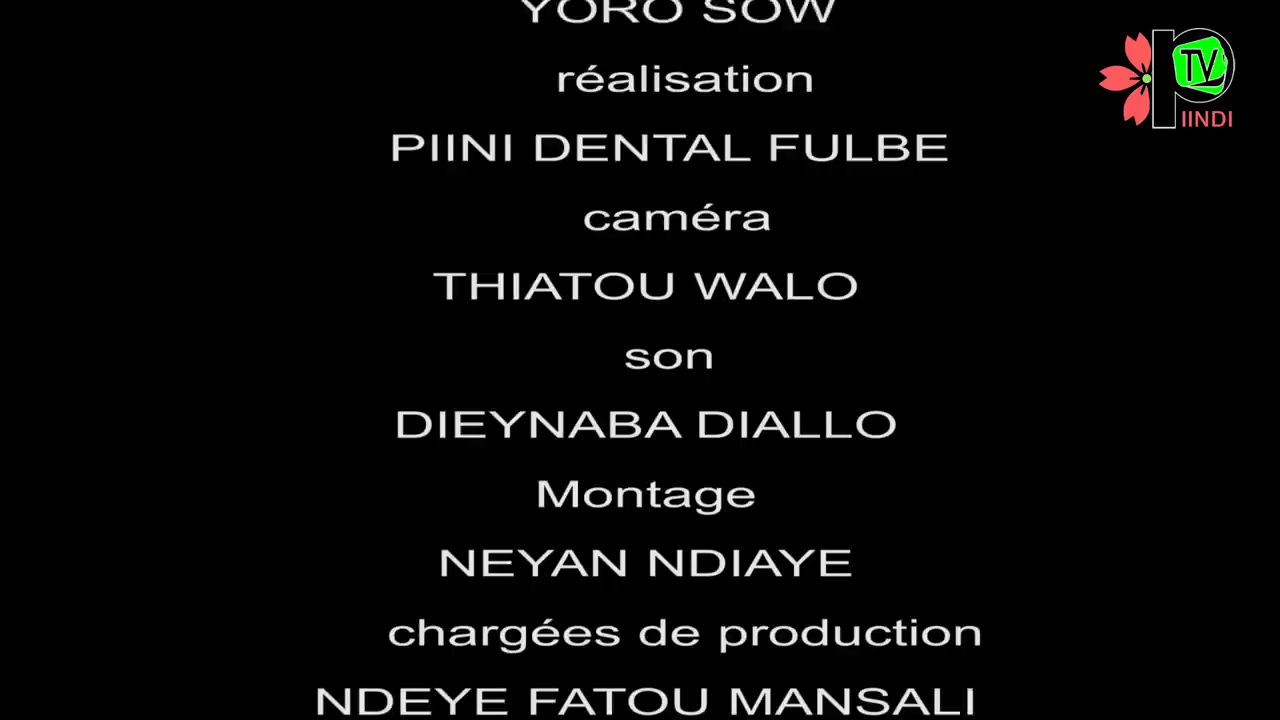 YORO SOW
réalisation
PIINI DENTAL FULBE
caméra
THIATOU WALO
son
DIEYNABA DIALLO
Montage
NEYAN NDIAYE
chargées de production
NDEYE FATOU MANSALI
TV
PIINDI